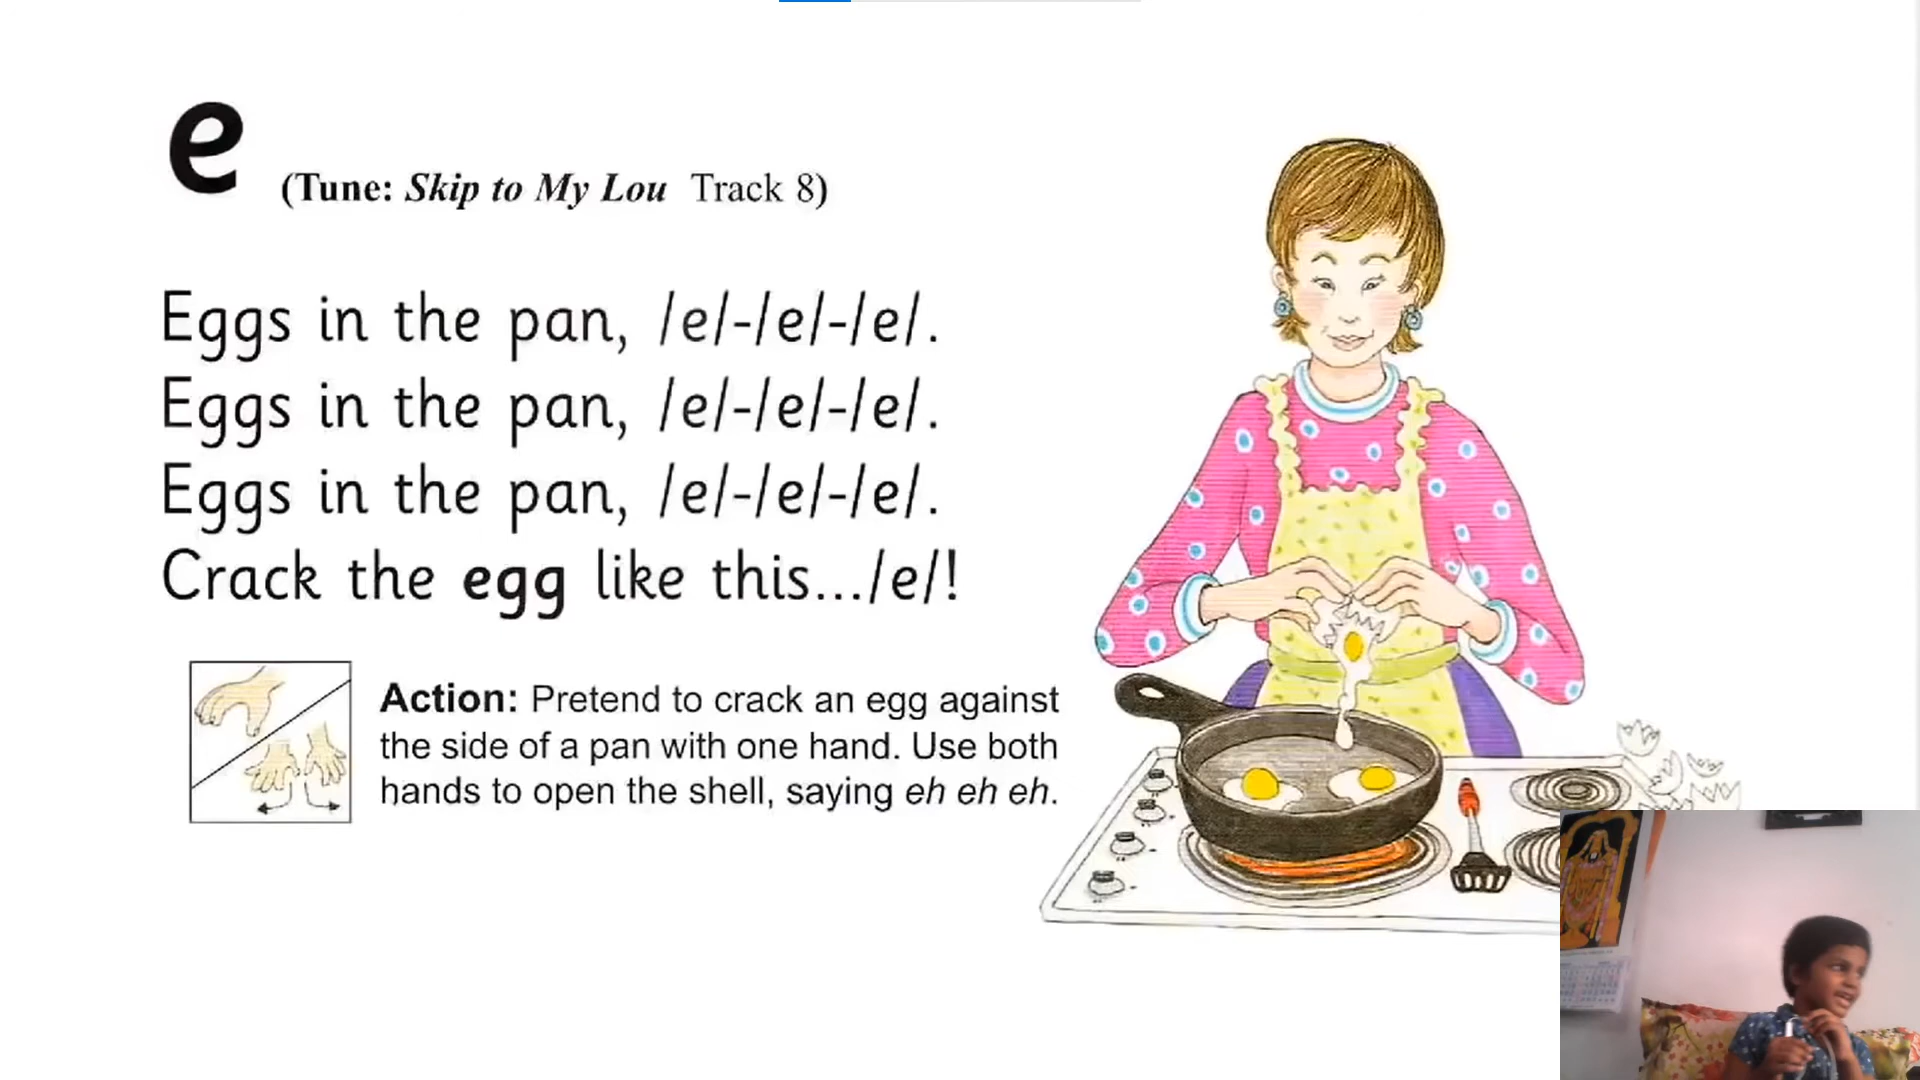 e
(Tune: Skip to My Lou Track 8)
Eggs in the pan, /e/-/e/-/e/.
Eggs in the pan, /e/-/e/-/e/.
Eggs in the pan, /e/-/e/-/e/.
Crack the egg like this.../e/!
Action: Pretend to crack an egg against
the side of a pan with one hand. Use both
hands to open the shell, saying eh eh eh.